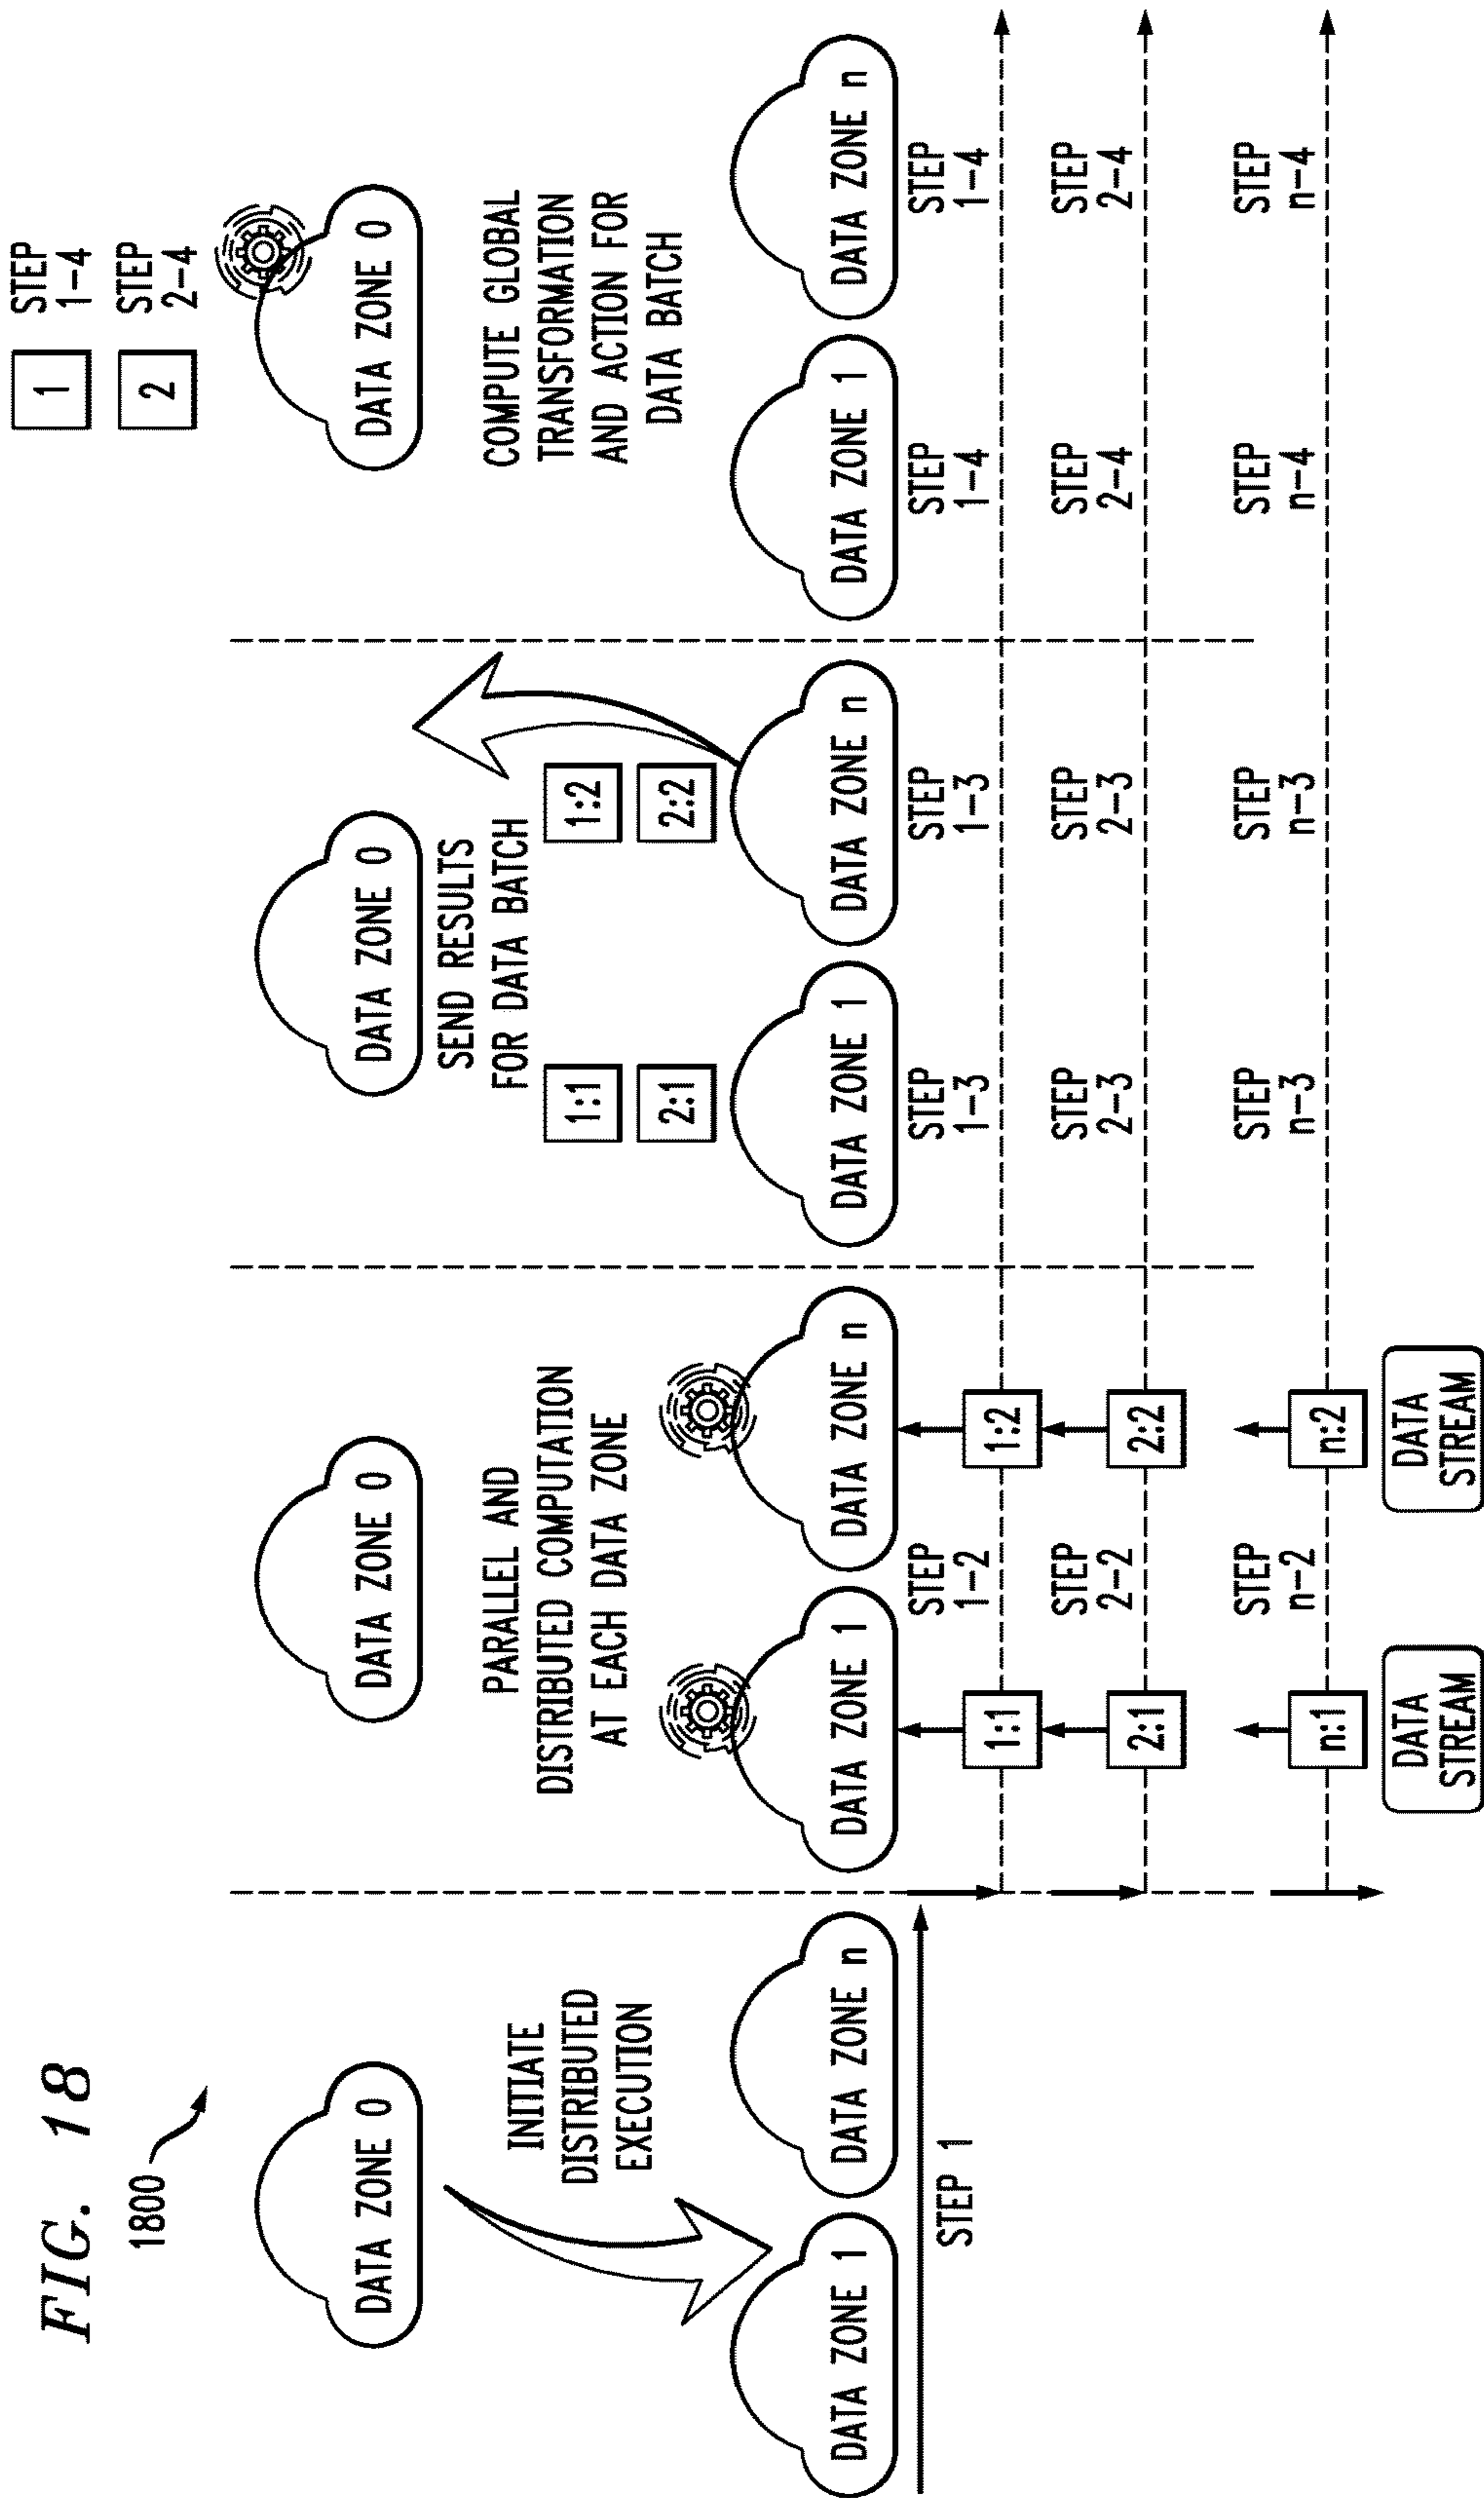 FIG. 18
1800
DATA ZONE 0
INITIATE
DISTRIBUTED
EXECUTION
DATA ZONE 1
DATA ZONE n
STEP 1
DATA ZONE 0
PARALLEL AND
DISTRIBUTED COMPUTATION
AT EACH DATA ZONE
DATA ZONE 1
DATA ZONE n
1:1
STEP
1-2
1:2
2:1
STEP
2-2
2:2
n:1
STEP
n-2
n:2
DATA
STREAM
DATA
STREAM
DATA ZONE 0
SEND RESULTS
FOR DATA BATCH
1:1
1:2
2:1
2:2
DATA ZONE 1
DATA ZONE n
STEP
1-3
STEP
1-3
STEP
2-3
STEP
2-3
STEP
n-3
STEP
n-3
1
STEP
1-4
2
STEP
2-4
DATA ZONE 0
COMPUTE GLOBAL
TRANSFORMATION
AND ACTION FOR
DATA BATCH
DATA ZONE 1
DATA ZONE n
STEP
1-4
STEP
1-4
STEP
2-4
STEP
2-4
STEP
n-4
STEP
n-4